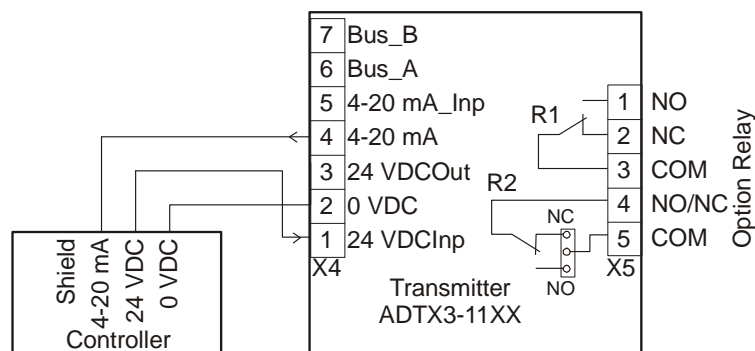 7 Bus_B
6 Bus_A
5 4-20 mA_Inp
4 4-20 mA
3 24 VDCOut
2 0 VDC
1 24 VDCInp
X4
R1
R2
NC
NO
1 NO
2 NC
3 COM
4 NO/NC
5 COM
X5
Option Relay
Transmitter
ADTX3-11XX
Shield
4-20 mA
24 VDC
0 VDC
Controller